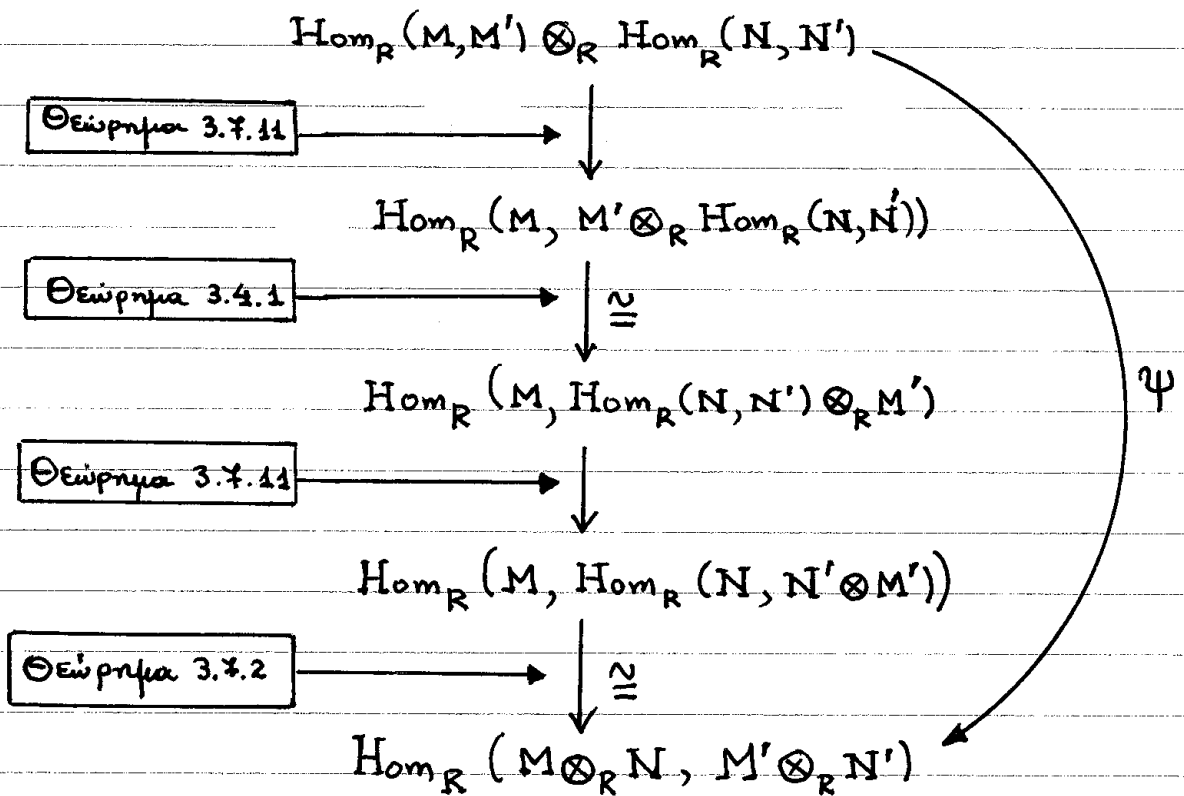 Hom_R (M, M') ⊗_R Hom_R (N, N')
Θεώρημα 3.7.11
Hom_R (M, M' ⊗_R Hom_R (N, N'))
Θεώρημα 3.4.1
≅
Hom_R (M, Hom_R (N, N') ⊗_R M')
Ψ
Θεώρημα 3.7.11
Hom_R (M, Hom_R (N, N' ⊗ M'))
Θεώρημα 3.7.2
≅
Hom_R (M ⊗_R N, M' ⊗_R N')